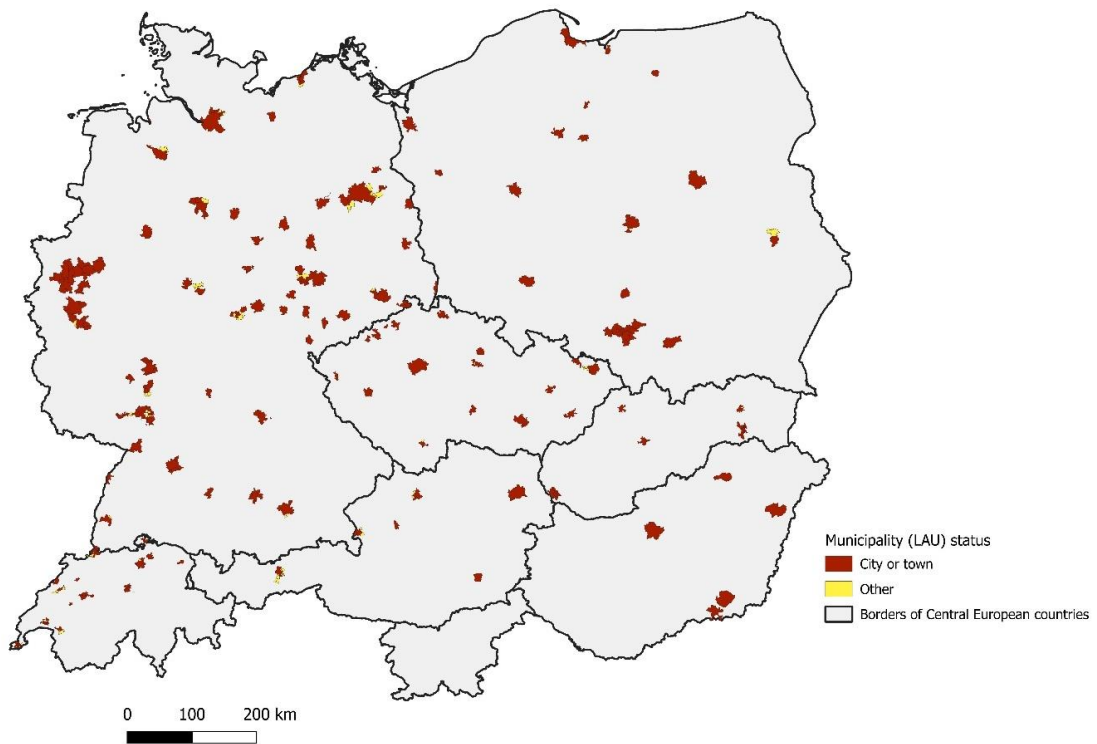 Municipality (LAU) status
City or town
Other
Borders of Central European countries
0 100 200 km